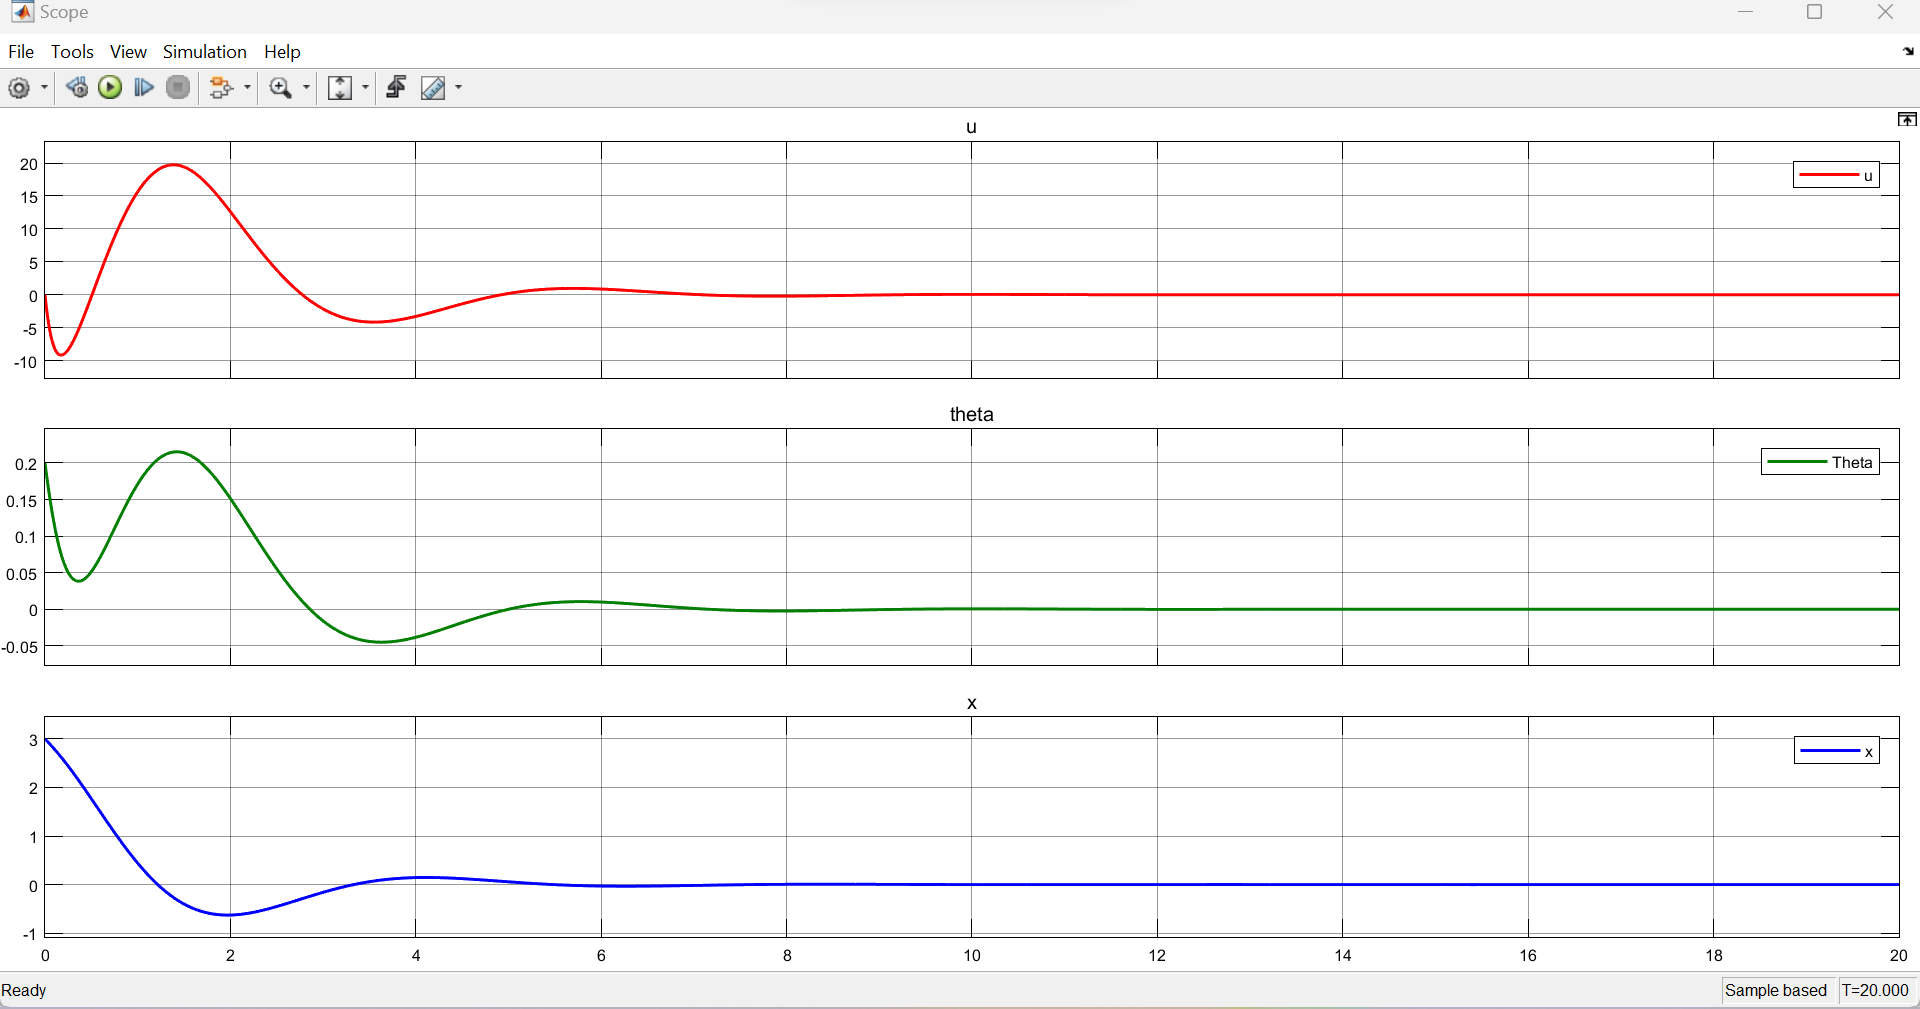 Scope
File Tools View Simulation Help
u
20
15
10
5
0
-5
-10
u
theta
0.2
0.15
0.1
0.05
0
-0.05
Theta
x
3
2
1
0
-1
x
0 2 4 6 8 10 12 14 16 18 20
Ready Sample based T=20.000